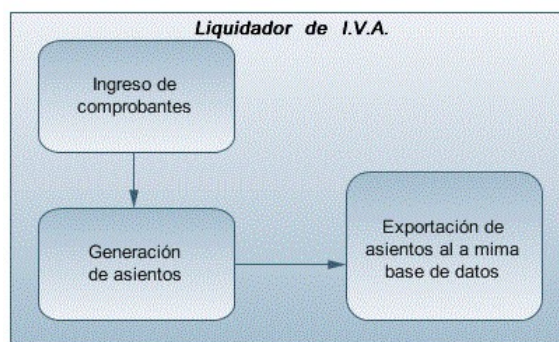 Liquidador de I.V.A.
Ingreso de
comprobantes
Generación
de asientos
Exportación de
asientos al a mima
base de datos